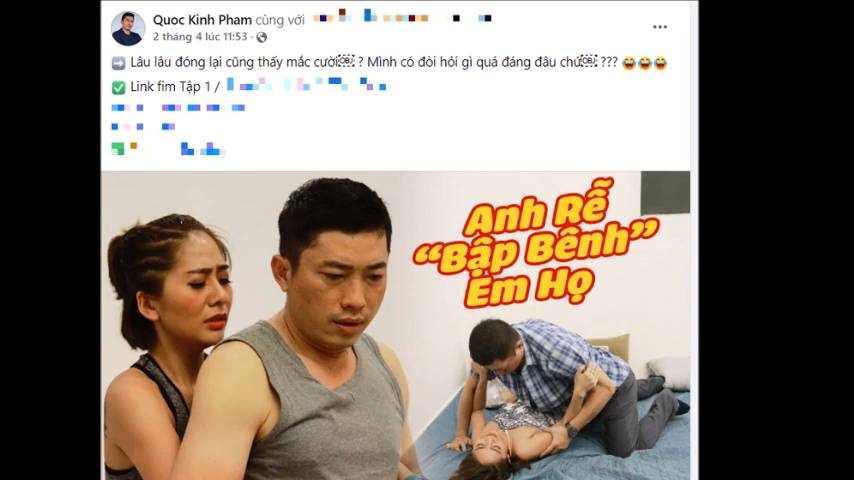 Quoc Kinh Pham cùng với
2 tháng 4 lúc 11:53 ·
Lâu lâu đóng lại cũng thấy mắc cười ? Mình có đòi hỏi gì quá đáng đâu chứ ???
Link fim Tập 1 /
Anh Rễ
“Bập Bênh”
Em Họ